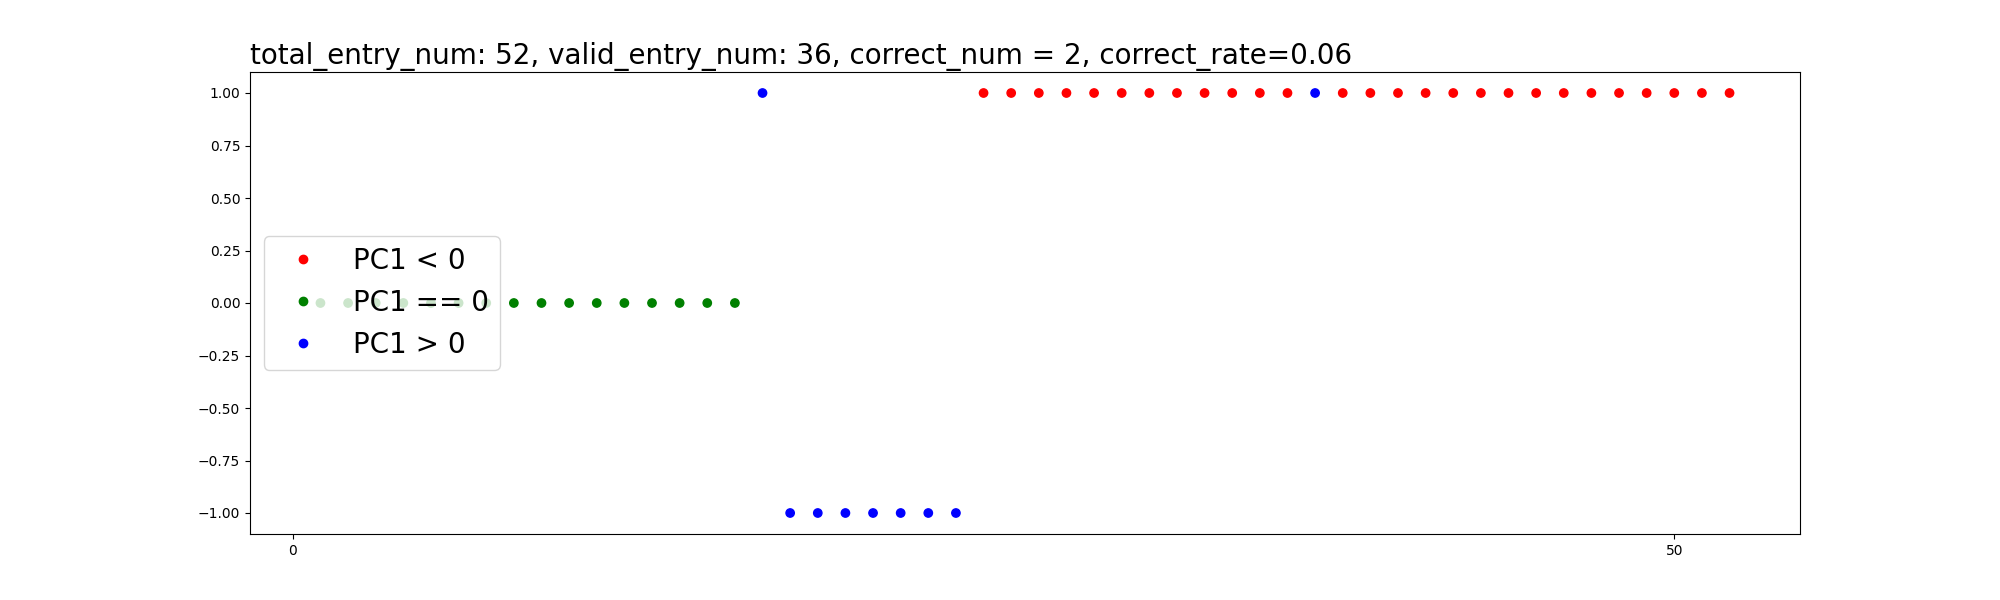 total_entry_num: 52, valid_entry_num: 36, correct_num = 2, correct_rate=0.06
1.00
0.75
0.50
0.25
0.00
−0.25
−0.50
−0.75
−1.00
PC1 < 0
PC1 == 0
PC1 > 0
0
50